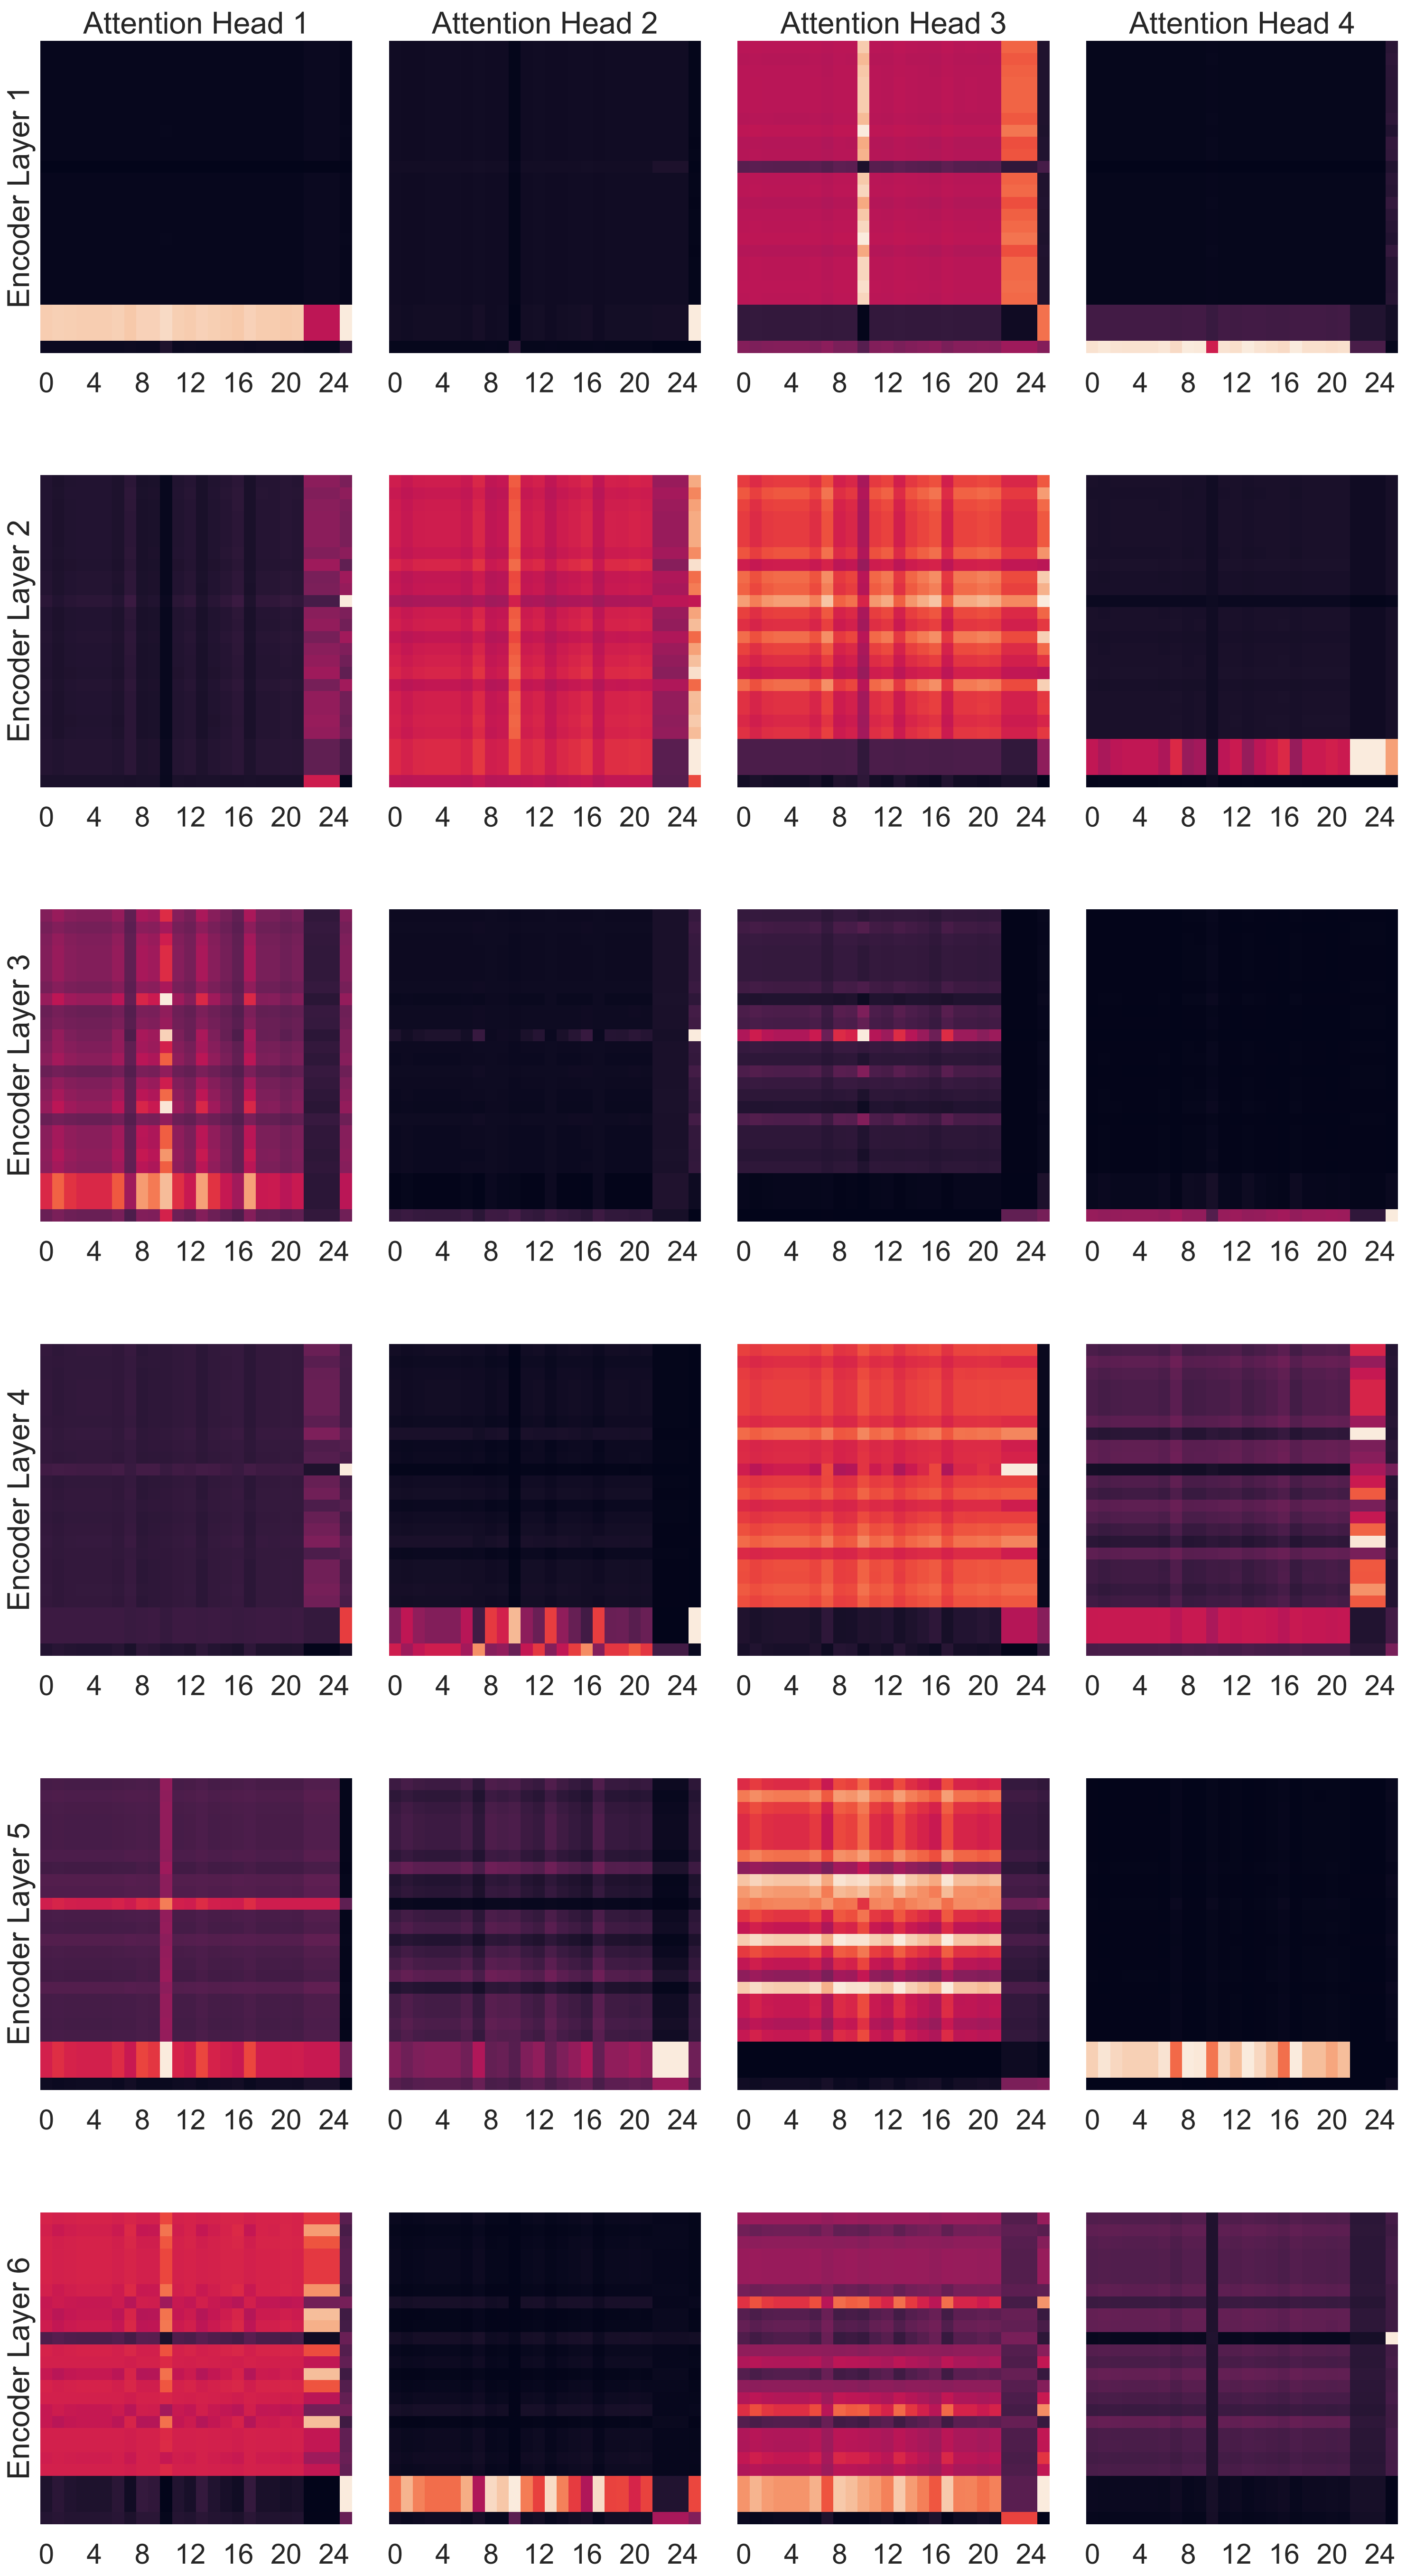 Attention Head 1 Attention Head 2 Attention Head 3 Attention Head 4
Encoder Layer 1
0 4 8 12 16 20 24 0 4 8 12 16 20 24 0 4 8 12 16 20 24 0 4 8 12 16 20 24
Encoder Layer 2
0 4 8 12 16 20 24 0 4 8 12 16 20 24 0 4 8 12 16 20 24 0 4 8 12 16 20 24
Encoder Layer 3
0 4 8 12 16 20 24 0 4 8 12 16 20 24 0 4 8 12 16 20 24 0 4 8 12 16 20 24
Encoder Layer 4
0 4 8 12 16 20 24 0 4 8 12 16 20 24 0 4 8 12 16 20 24 0 4 8 12 16 20 24
Encoder Layer 5
0 4 8 12 16 20 24 0 4 8 12 16 20 24 0 4 8 12 16 20 24 0 4 8 12 16 20 24
Encoder Layer 6
0 4 8 12 16 20 24 0 4 8 12 16 20 24 0 4 8 12 16 20 24 0 4 8 12 16 20 24